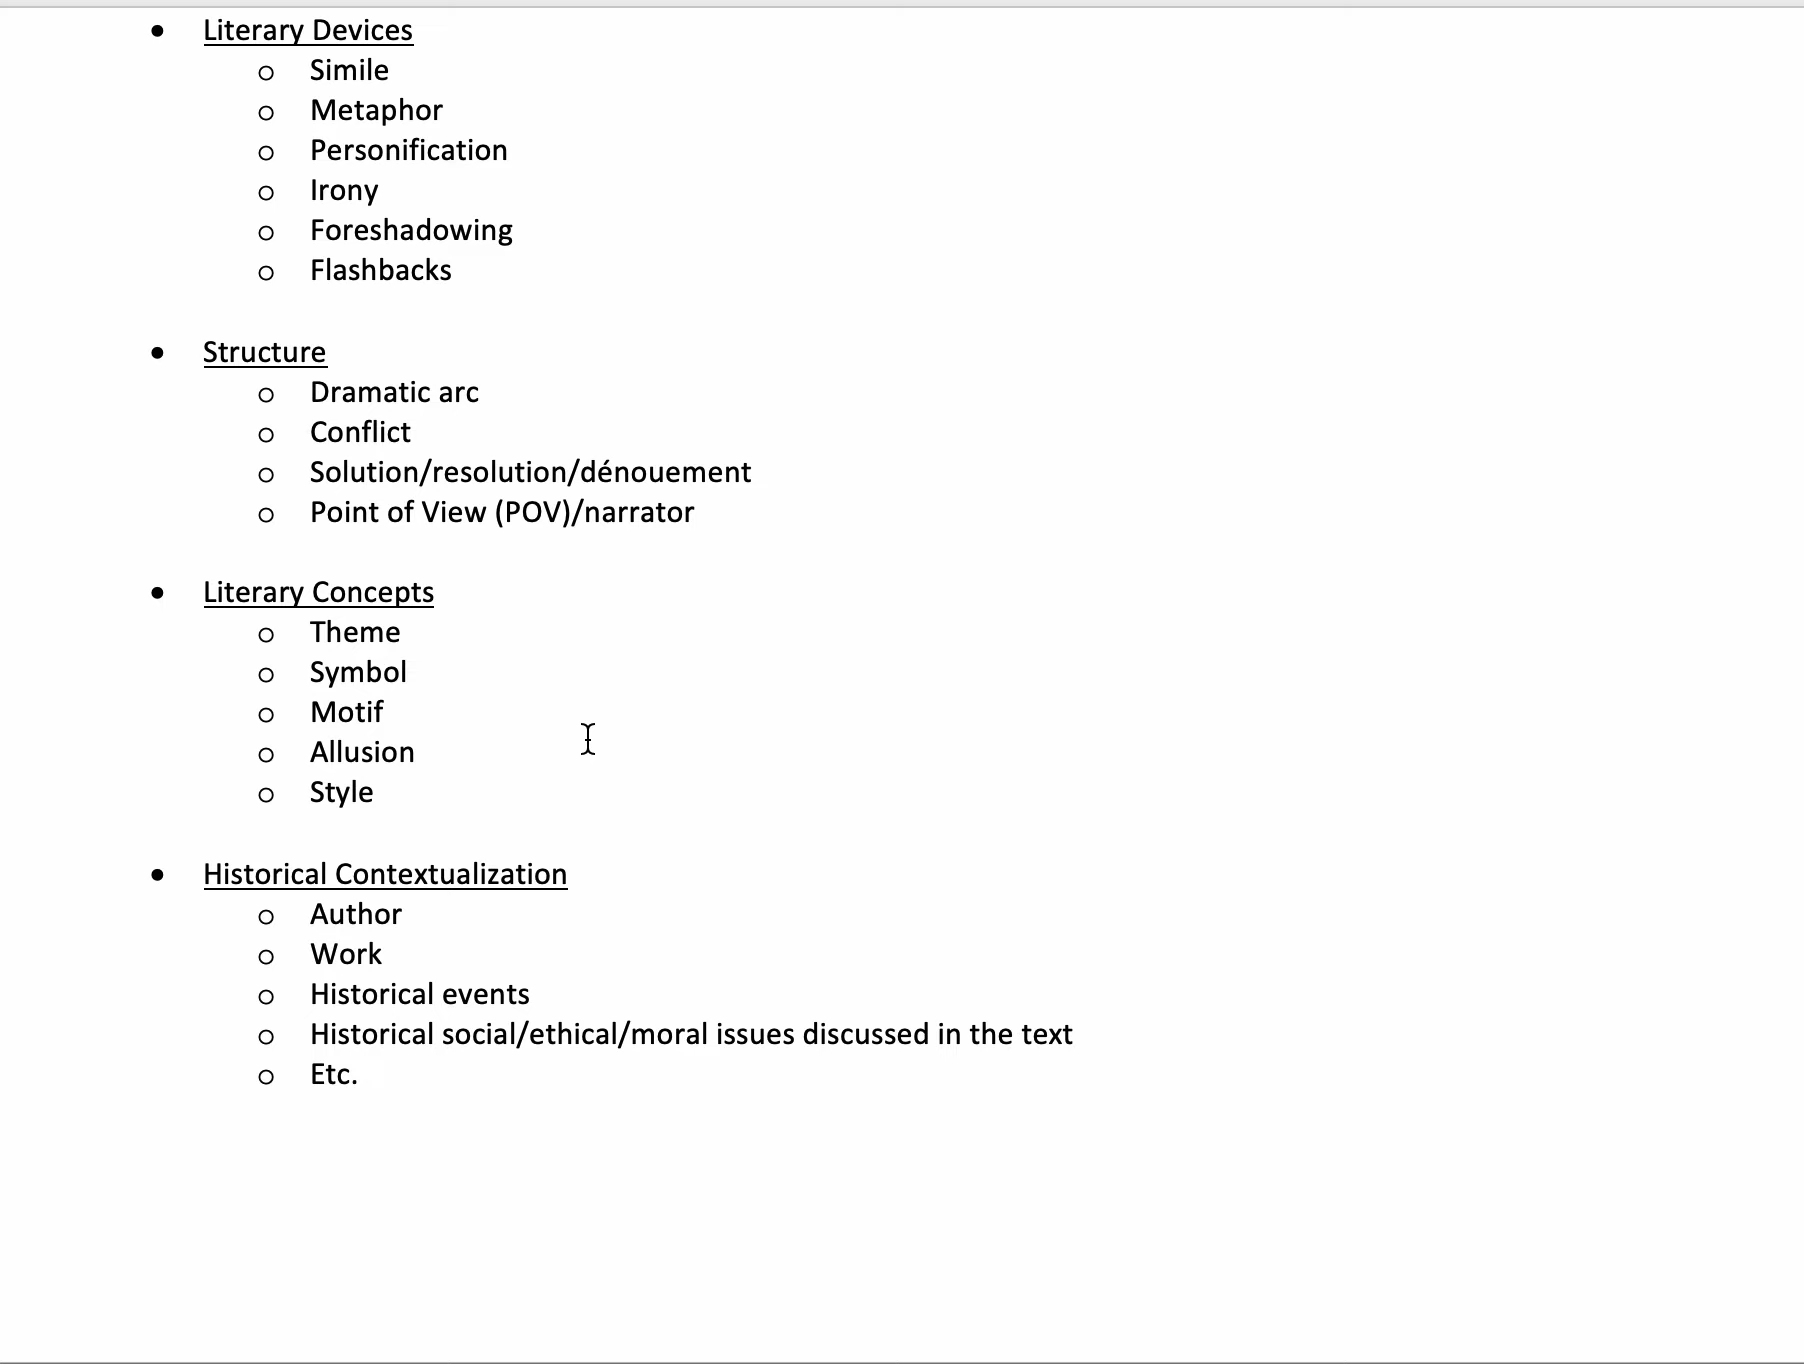 • Literary Devices
o Simile
o Metaphor
o Personification
o Irony
o Foreshadowing
o Flashbacks
• Structure
o Dramatic arc
o Conflict
o Solution/resolution/dénouement
o Point of View (POV)/narrator
• Literary Concepts
o Theme
o Symbol
o Motif
o Allusion
o Style
• Historical Contextualization
o Author
o Work
o Historical events
o Historical social/ethical/moral issues discussed in the text
o Etc.